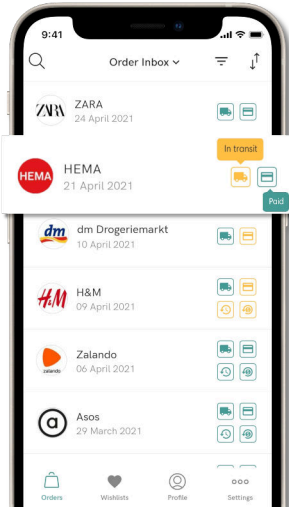 9:41
Order Inbox
ZARA
ZARA
24 April 2021
In transit
HEMA
HEMA
21 April 2021
Paid
dm
dm Drogeriemarkt
10 April 2021
H&M
H&M
09 April 2021
zalando
Zalando
06 April 2021
a
Asos
29 March 2021
Orders
Wishlists
Profile
Settings